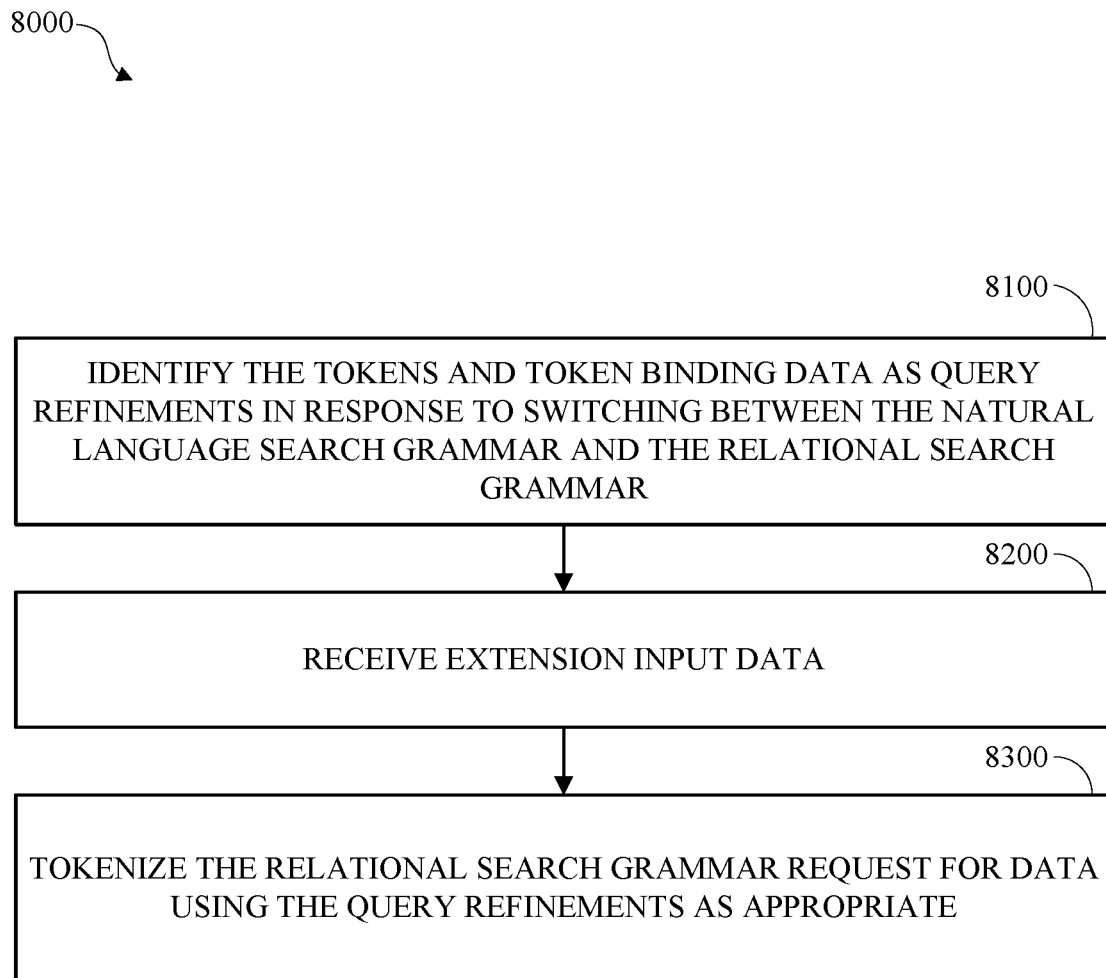 8000
8100
IDENTIFY THE TOKENS AND TOKEN BINDING DATA AS QUERY
REFINEMENTS IN RESPONSE TO SWITCHING BETWEEN THE NATURAL
LANGUAGE SEARCH GRAMMAR AND THE RELATIONAL SEARCH
GRAMMAR
8200
RECEIVE EXTENSION INPUT DATA
8300
TOKENIZE THE RELATIONAL SEARCH GRAMMAR REQUEST FOR DATA
USING THE QUERY REFINEMENTS AS APPROPRIATE